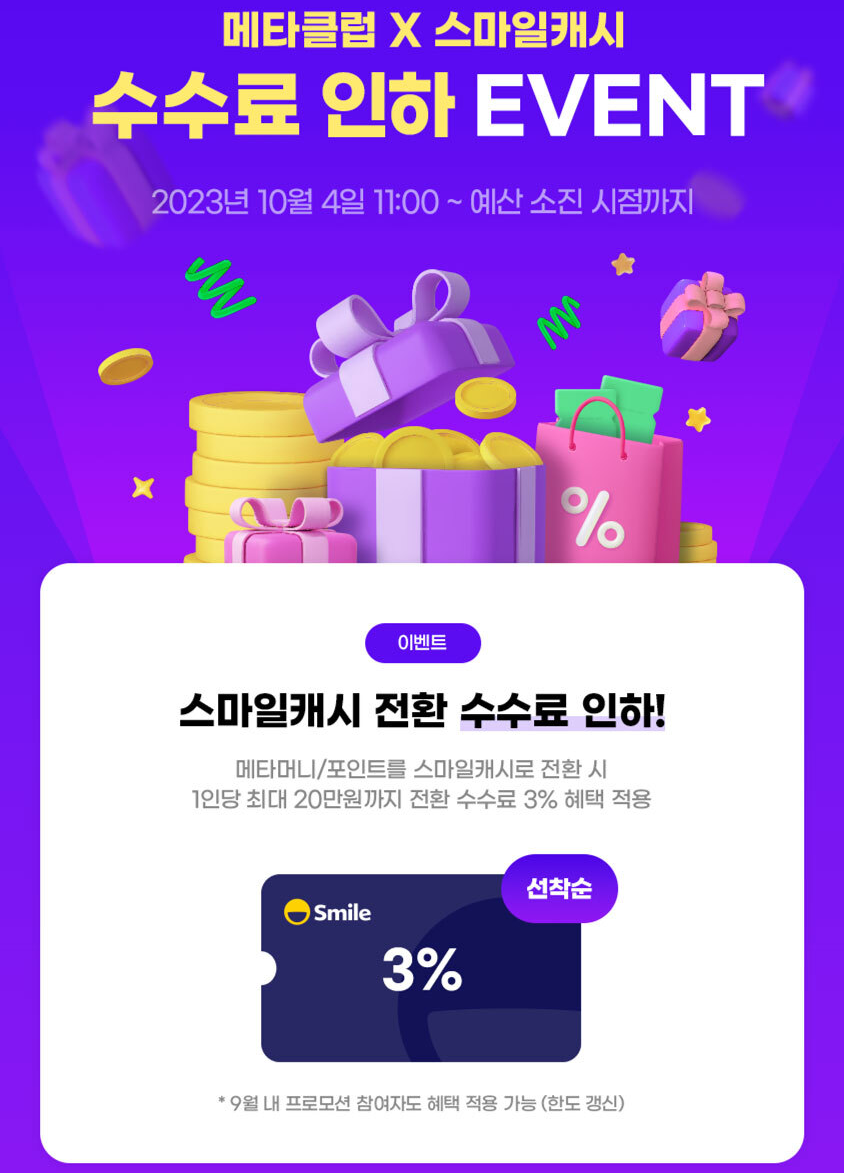 메타클럽 X 스마일캐시
수수료 인하 EVENT
2023년 10월 4일 11:00 ~ 예산 소진 시점까지
%
이벤트
스마일캐시 전환 수수료 인하!
메타머니/포인트를 스마일캐시로 전환 시
1인당 최대 20만원까지 전환 수수료 3% 혜택 적용
선착순
Smile
3%
* 9월 내 프로모션 참여자도 혜택 적용 가능 (한도 갱신)